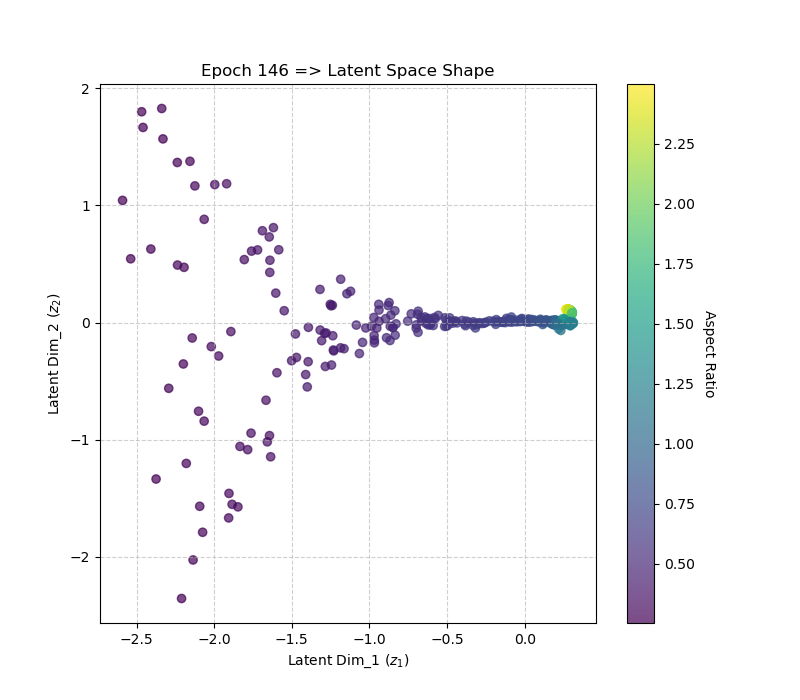 Epoch 146 => Latent Space Shape
2
1
0
−1
−2
Latent Dim_2 (z₂)
−2.5 −2.0 −1.5 −1.0 −0.5 0.0
Latent Dim_1 (z₁)
2.25
2.00
1.75
1.50
1.25
1.00
0.75
0.50
Aspect Ratio